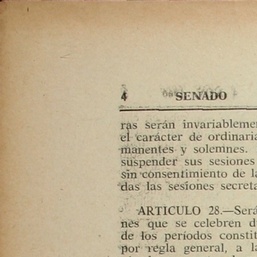 4 SENADO
ras serán invariablemen
el carácter de ordinaria
manentes y solemnes.
suspender sus sesiones
sin consentimiento de la
das las sesiones secreta
ARTICULO 28.—Será
nes que se celebren d
de los períodos constit
por regla general, a la